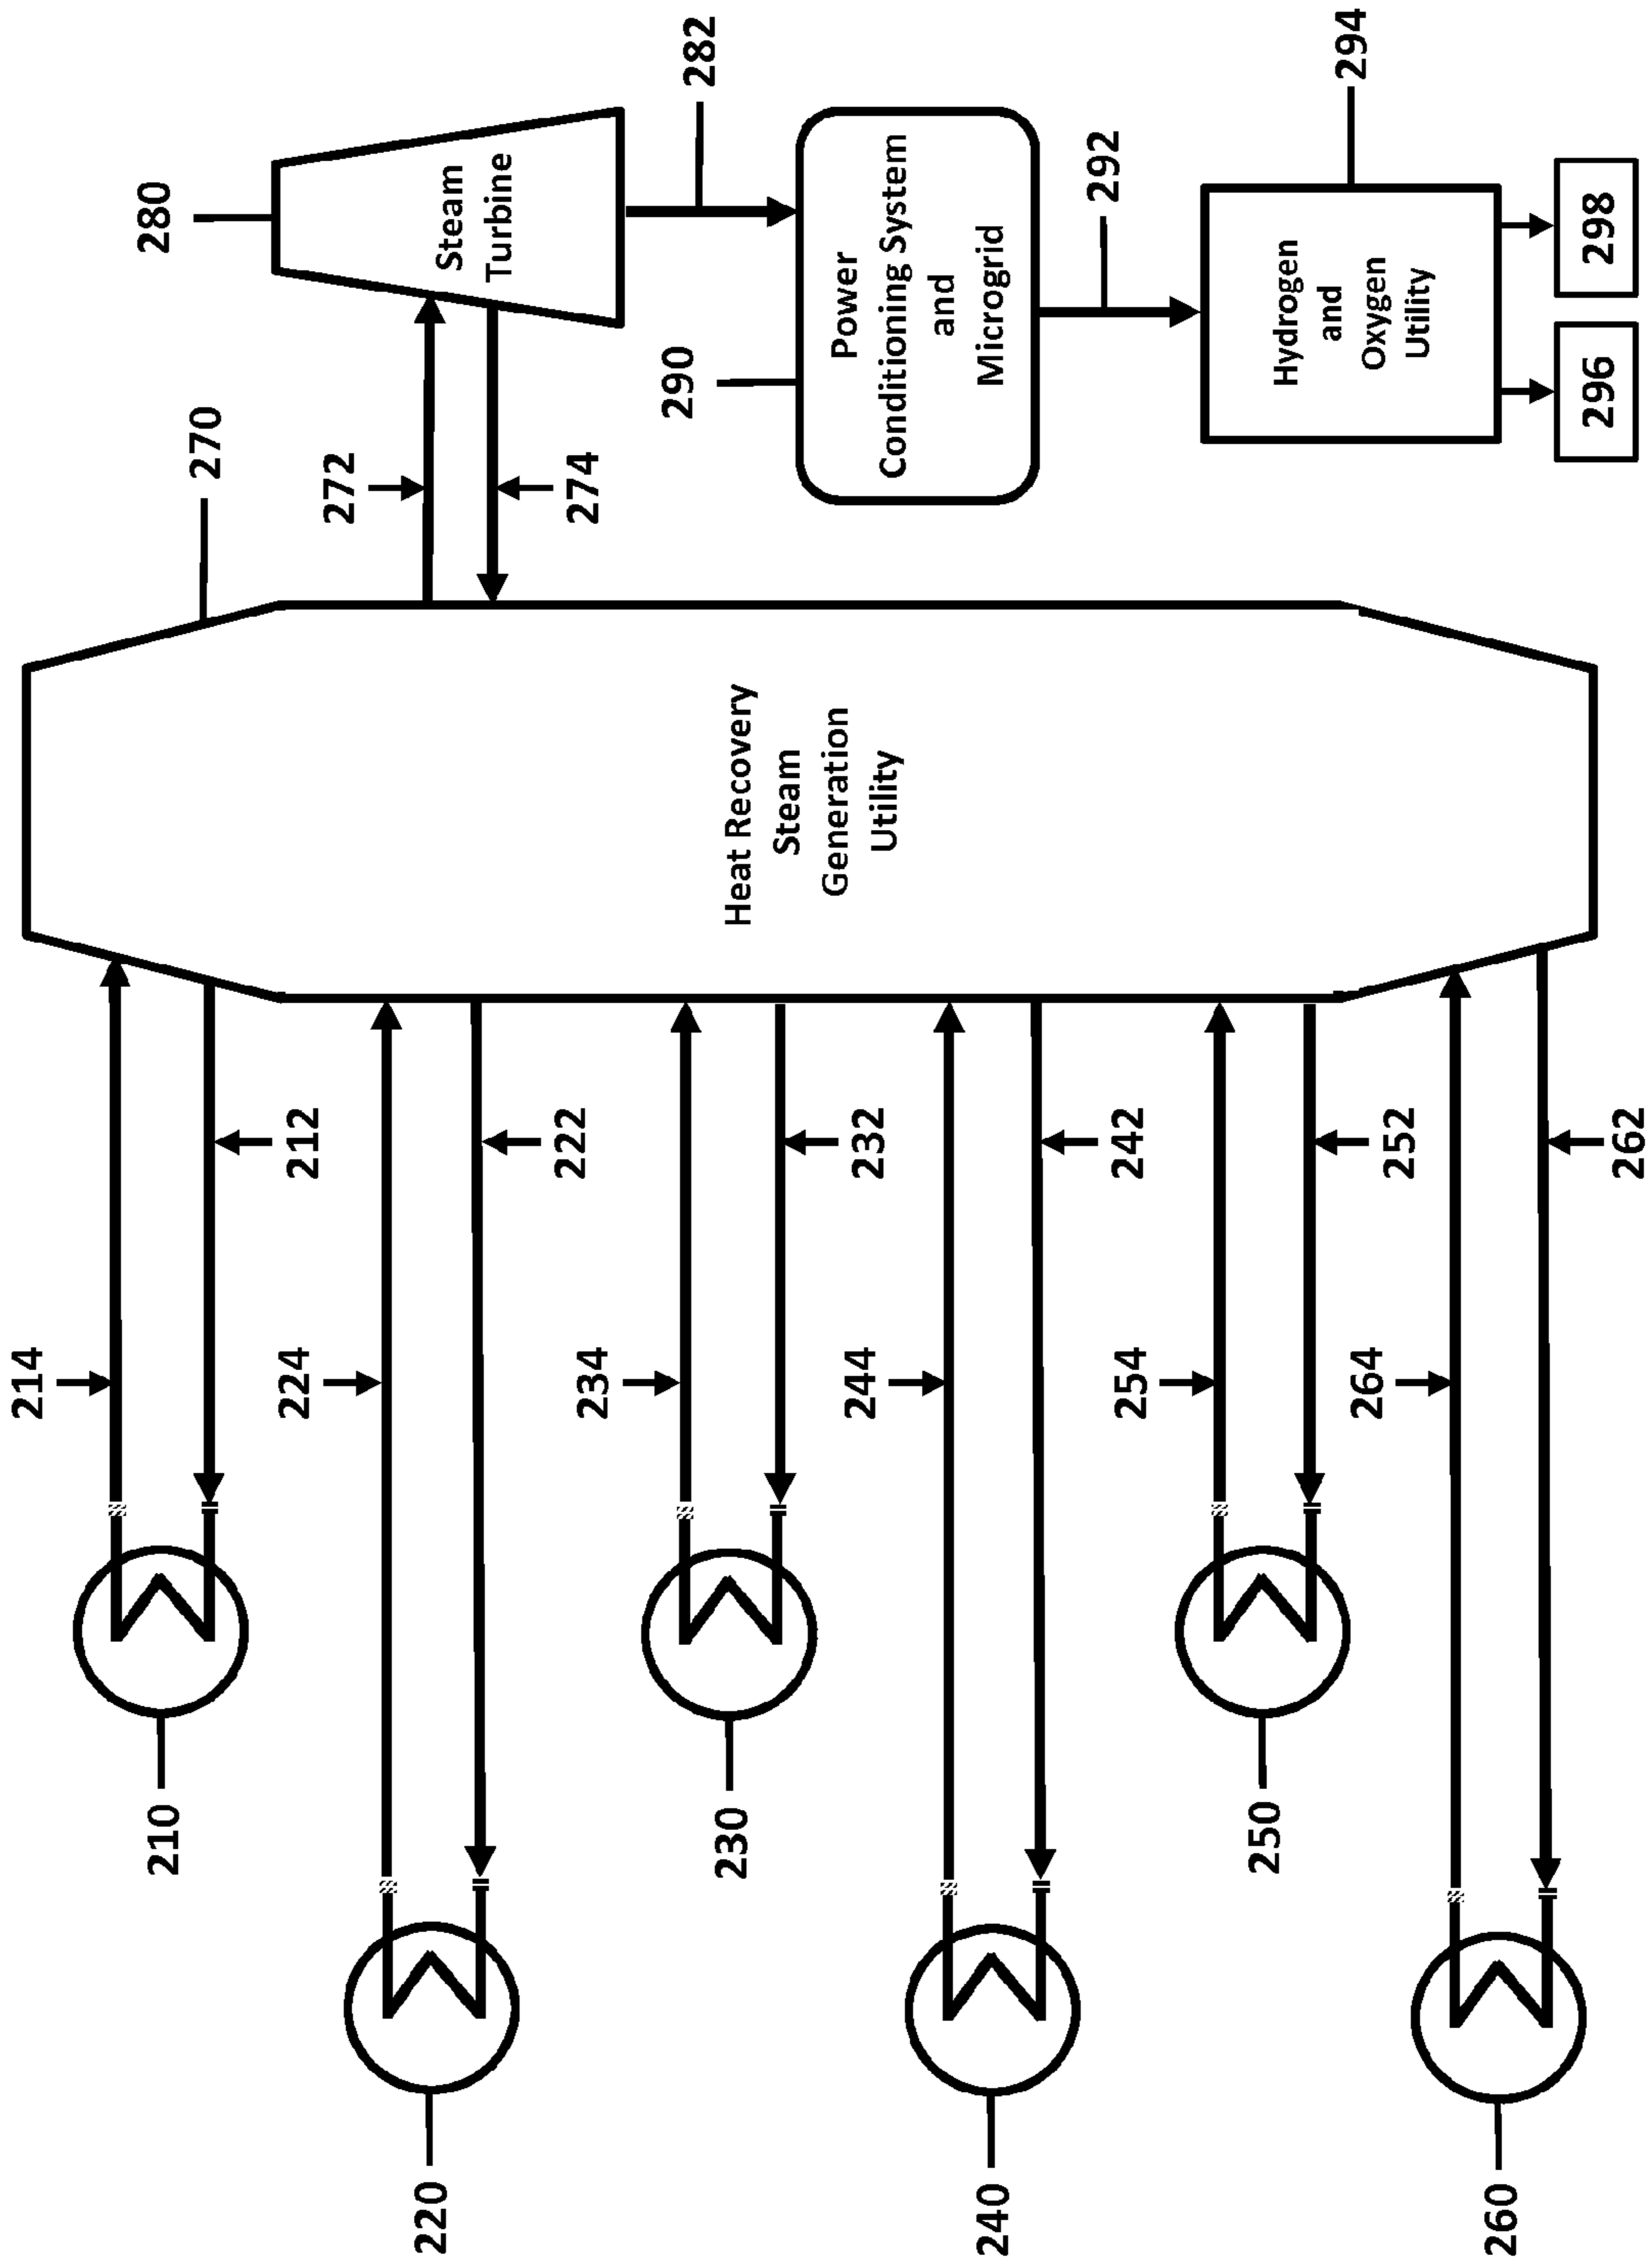 280
Steam
Turbine
282
270
272
274
290
Power
Conditioning System
and
Microgrid
292
Hydrogen
and
Oxygen
Utility
294
296
298
Heat Recovery
Steam
Generation
Utility
214
212
210
224
222
220
234
232
230
244
242
240
254
252
250
264
262
260